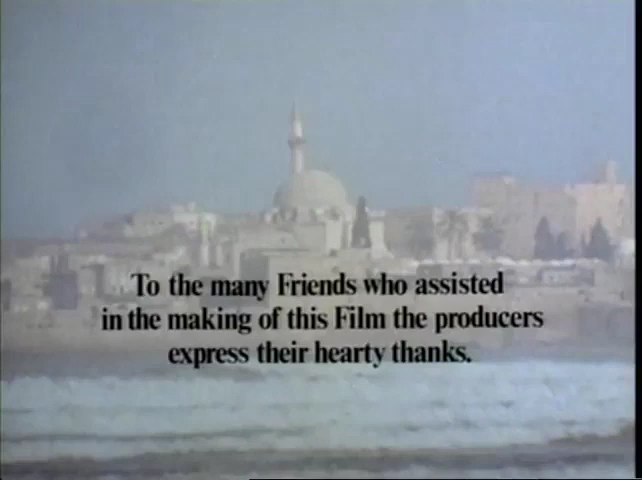 To the many Friends who assisted
in the making of this Film the producers
express their hearty thanks.